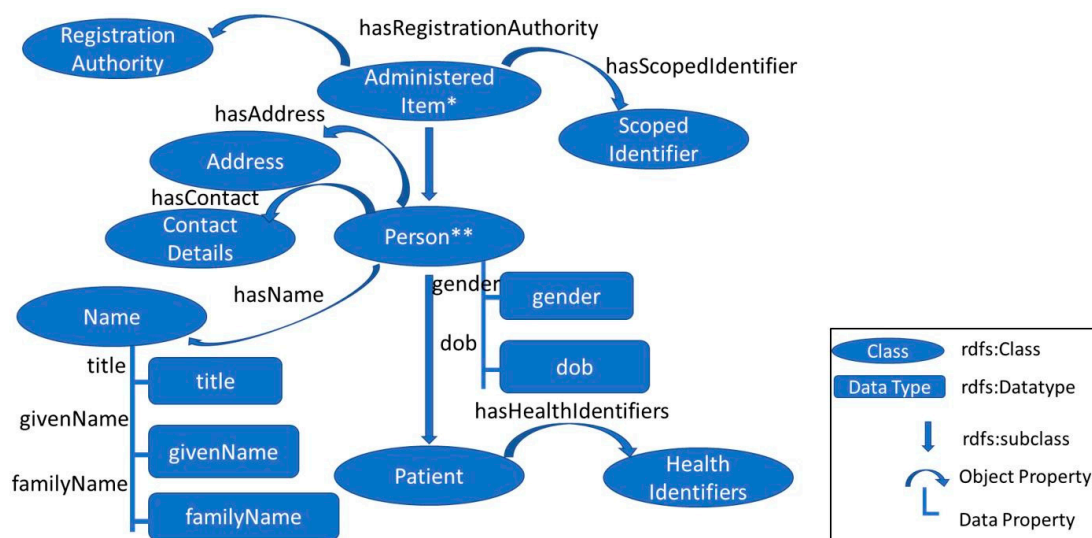 Registration
Authority
hasRegistrationAuthority
Administered
Item*
hasScopedIdentifier
Scoped
Identifier
hasAddress
Address
hasContact
Contact
Details
Person**
hasName
Name
gender
gender
dob
dob
title
title
givenName
givenName
familyName
familyName
hasHealthIdentifiers
Patient
Health
Identifiers
Class
rdfs:Class
Data Type
rdfs:Datatype
rdfs:subclass
Object Property
Data Property